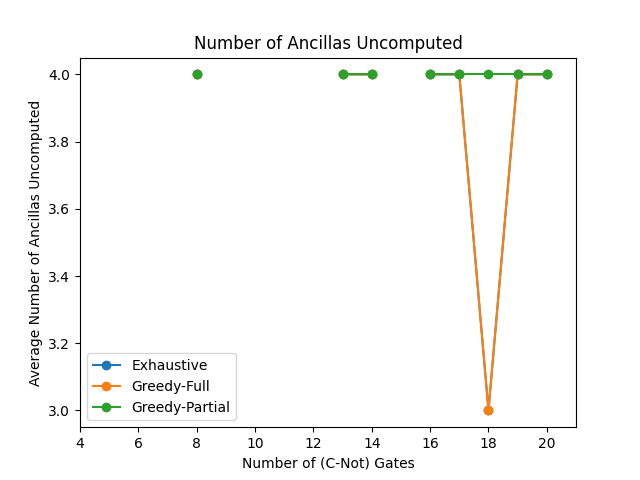 Number of Ancillas Uncomputed
Average Number of Ancillas Uncomputed
4.0
3.8
3.6
3.4
3.2
3.0
Exhaustive
Greedy-Full
Greedy-Partial
4 6 8 10 12 14 16 18 20
Number of (C-Not) Gates